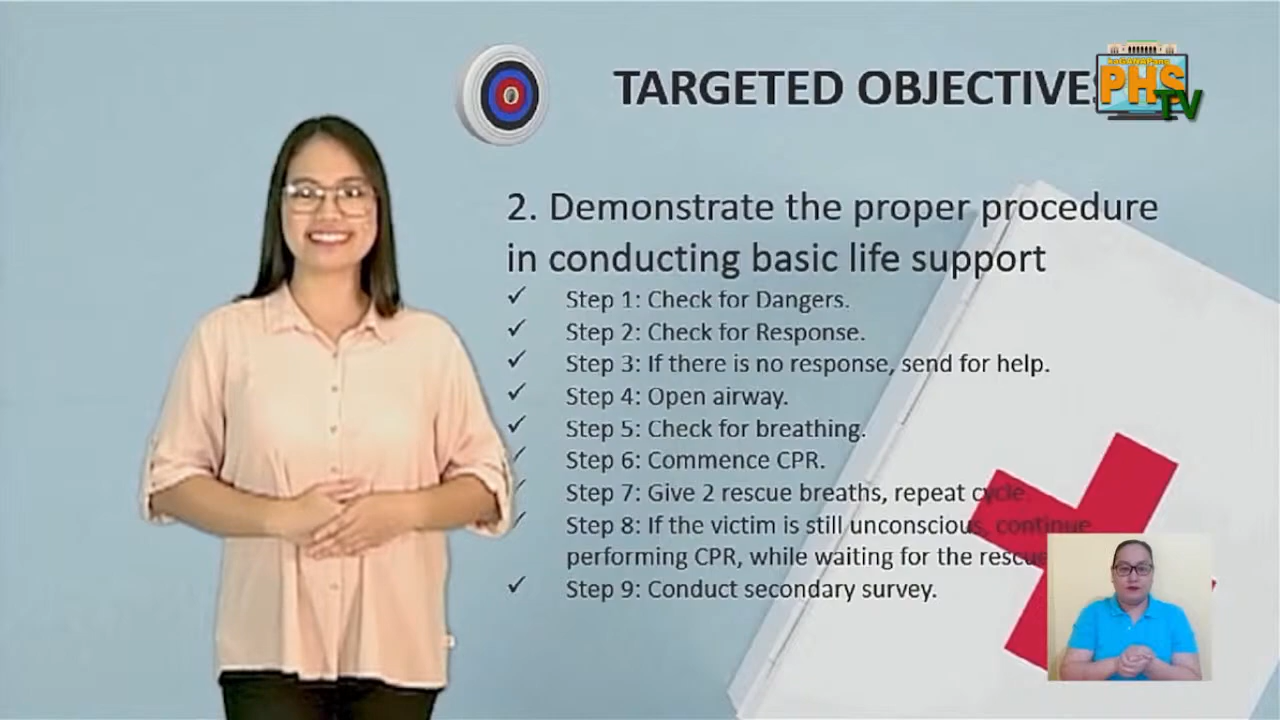 TARGETED OBJECTIVES
PHS
TV
2. Demonstrate the proper procedure
in conducting basic life support
✓ Step 1: Check for Dangers.
✓ Step 2: Check for Response.
✓ Step 3: If there is no response, send for help.
✓ Step 4: Open airway.
✓ Step 5: Check for breathing.
✓ Step 6: Commence CPR.
✓ Step 7: Give 2 rescue breaths, repeat cycle.
✓ Step 8: If the victim is still unconscious, continue
performing CPR, while waiting for the rescue
✓ Step 9: Conduct secondary survey.